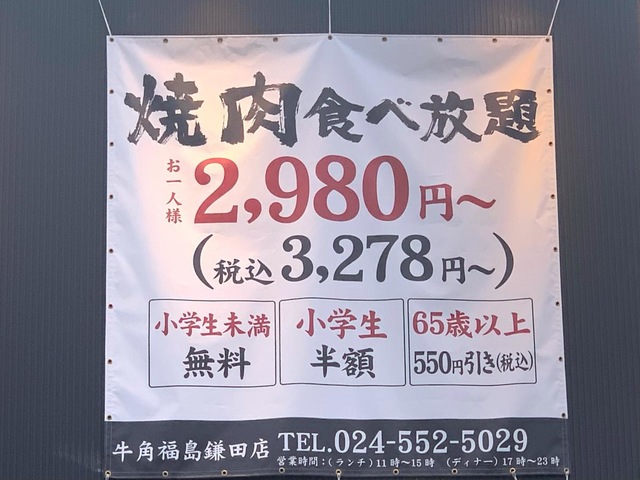 焼肉食べ放題
お一人様 2,980円～
(税込3,278円～)
小学生未満 小学生 65歳以上
無料 半額 550円引き(税込)
牛角福島鎌田店 TEL.024-552-5029
営業時間：(ランチ)11時～15時 (ディナー)17時～23時